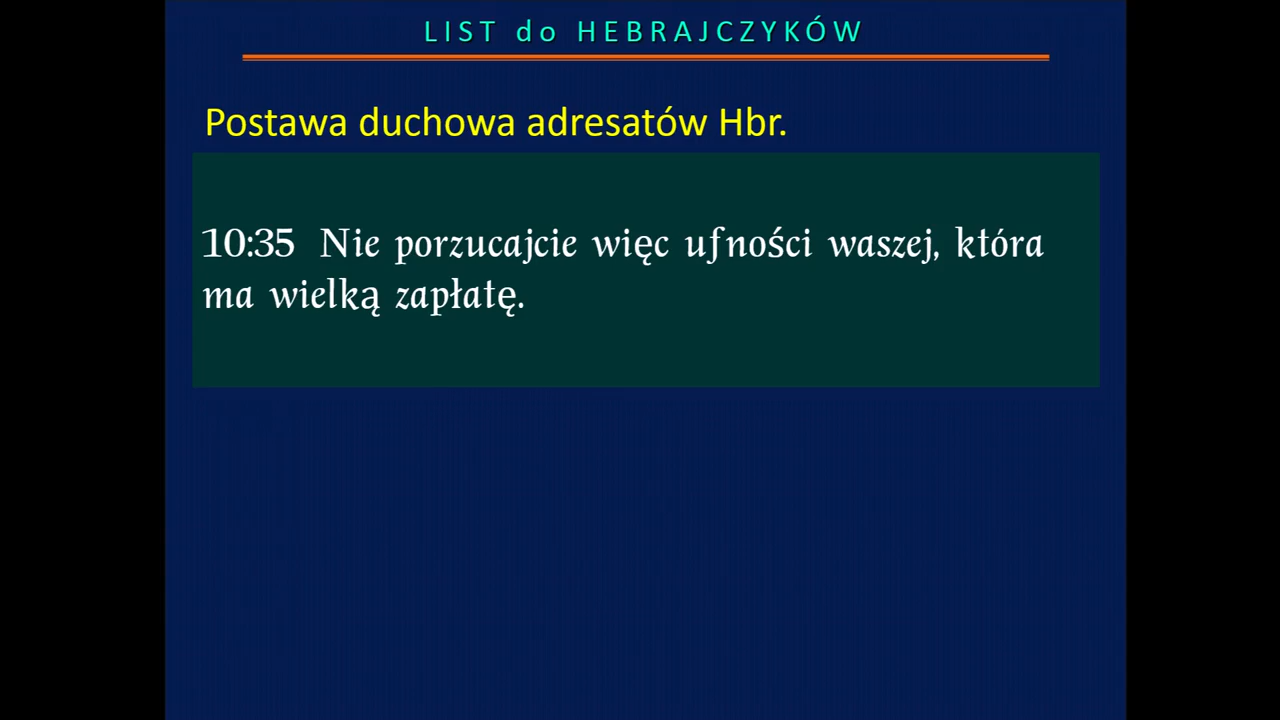 LIST do HEBRAJCZYKÓW
Postawa duchowa adresatów Hbr.
10:35 Nie porzucajcie więc ufności waszej, która
ma wielką zapłatę.